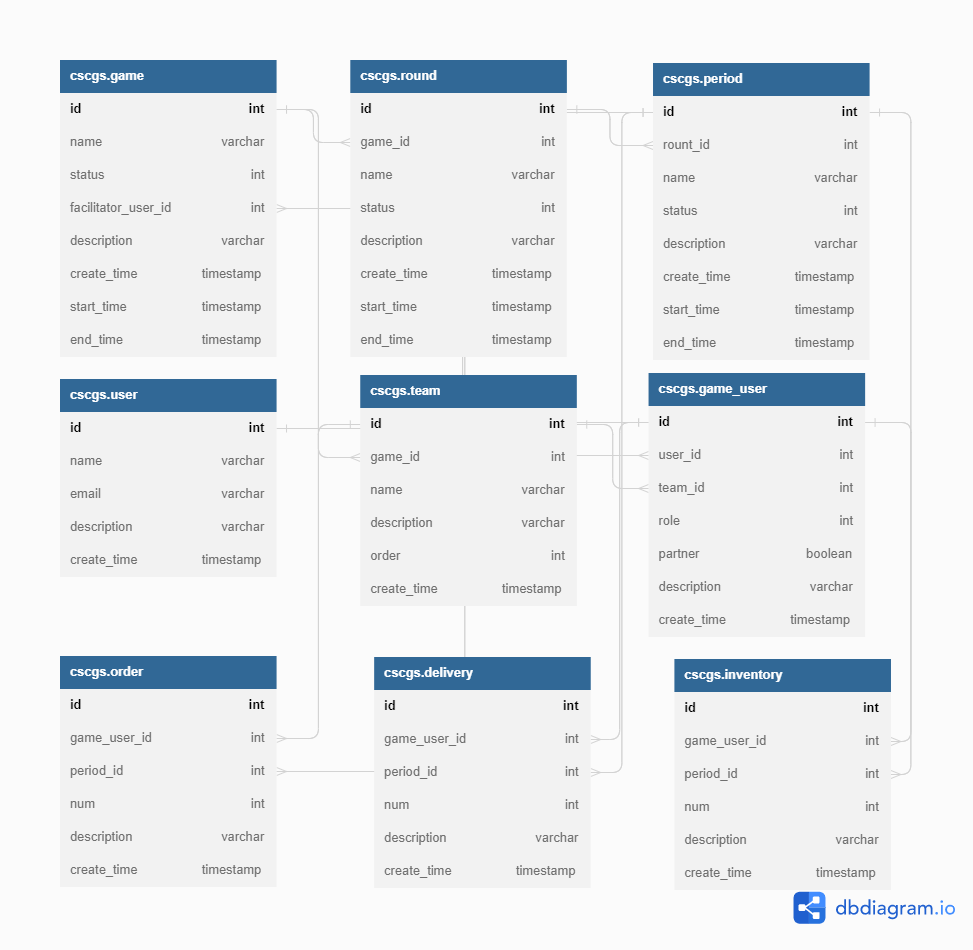 cscgs.game
id int
name varchar
status int
facilitator_user_id int
description varchar
create_time timestamp
start_time timestamp
end_time timestamp
cscgs.round
id int
game_id int
name varchar
status int
description varchar
create_time timestamp
start_time timestamp
end_time timestamp
cscgs.period
id int
rount_id int
name varchar
status int
description varchar
create_time timestamp
start_time timestamp
end_time timestamp
cscgs.user
id int
name varchar
email varchar
description varchar
create_time timestamp
cscgs.team
id int
game_id int
name varchar
description varchar
order int
create_time timestamp
cscgs.game_user
id int
user_id int
team_id int
role int
partner boolean
description varchar
create_time timestamp
cscgs.order
id int
game_user_id int
period_id int
num int
description varchar
create_time timestamp
cscgs.delivery
id int
game_user_id int
period_id int
num int
description varchar
create_time timestamp
cscgs.inventory
id int
game_user_id int
period_id int
num int
description varchar
create_time timestamp
dbdiagram.io